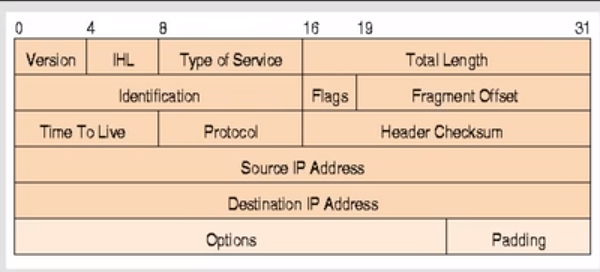 0 4 8 16 19 31
Version IHL Type of Service Total Length
Identification Flags Fragment Offset
Time To Live Protocol Header Checksum
Source IP Address
Destination IP Address
Options Padding